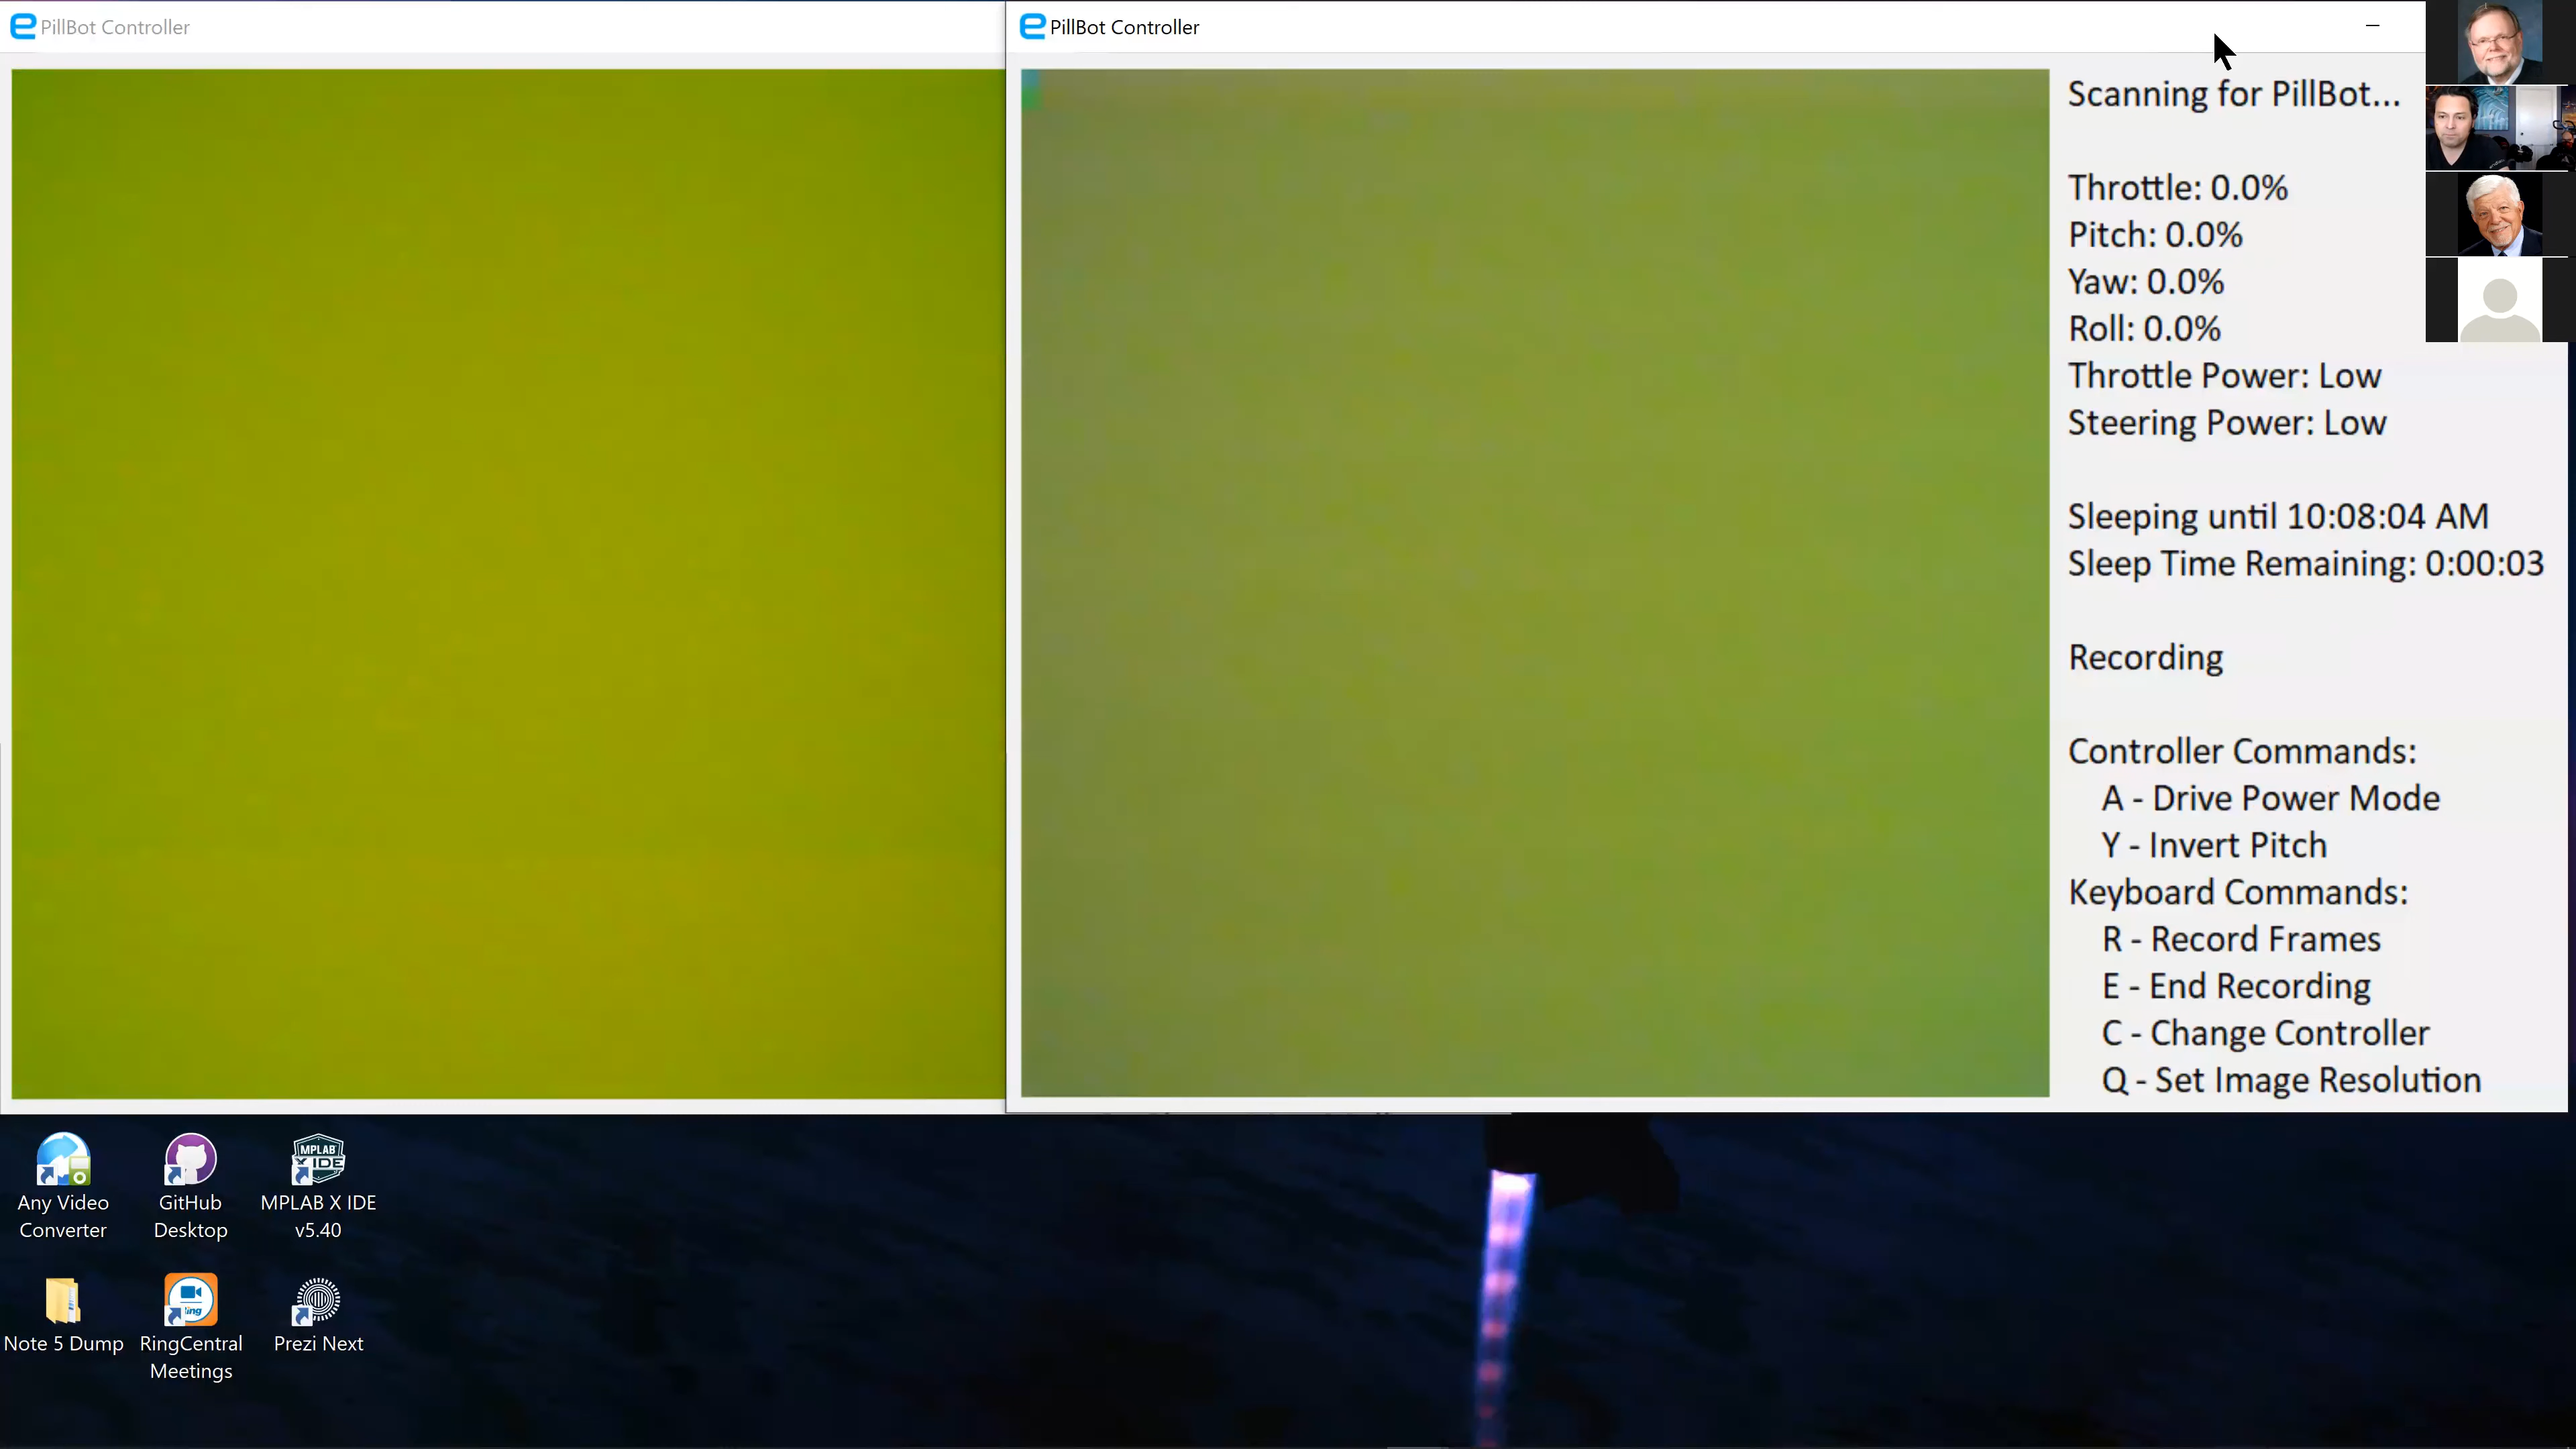 PillBot Controller
PillBot Controller
Scanning for PillBot...
Throttle: 0.0%
Pitch: 0.0%
Yaw: 0.0%
Roll: 0.0%
Throttle Power: Low
Steering Power: Low
Sleeping until 10:08:04 AM
Sleep Time Remaining: 0:00:03
Recording
Controller Commands:
A - Drive Power Mode
Y - Invert Pitch
Keyboard Commands:
R - Record Frames
E - End Recording
C - Change Controller
Q - Set Image Resolution
MPLAB
X IDE
Any Video
Converter
GitHub
Desktop
MPLAB X IDE
v5.40
ing
Note 5 Dump
RingCentral
Meetings
Prezi Next